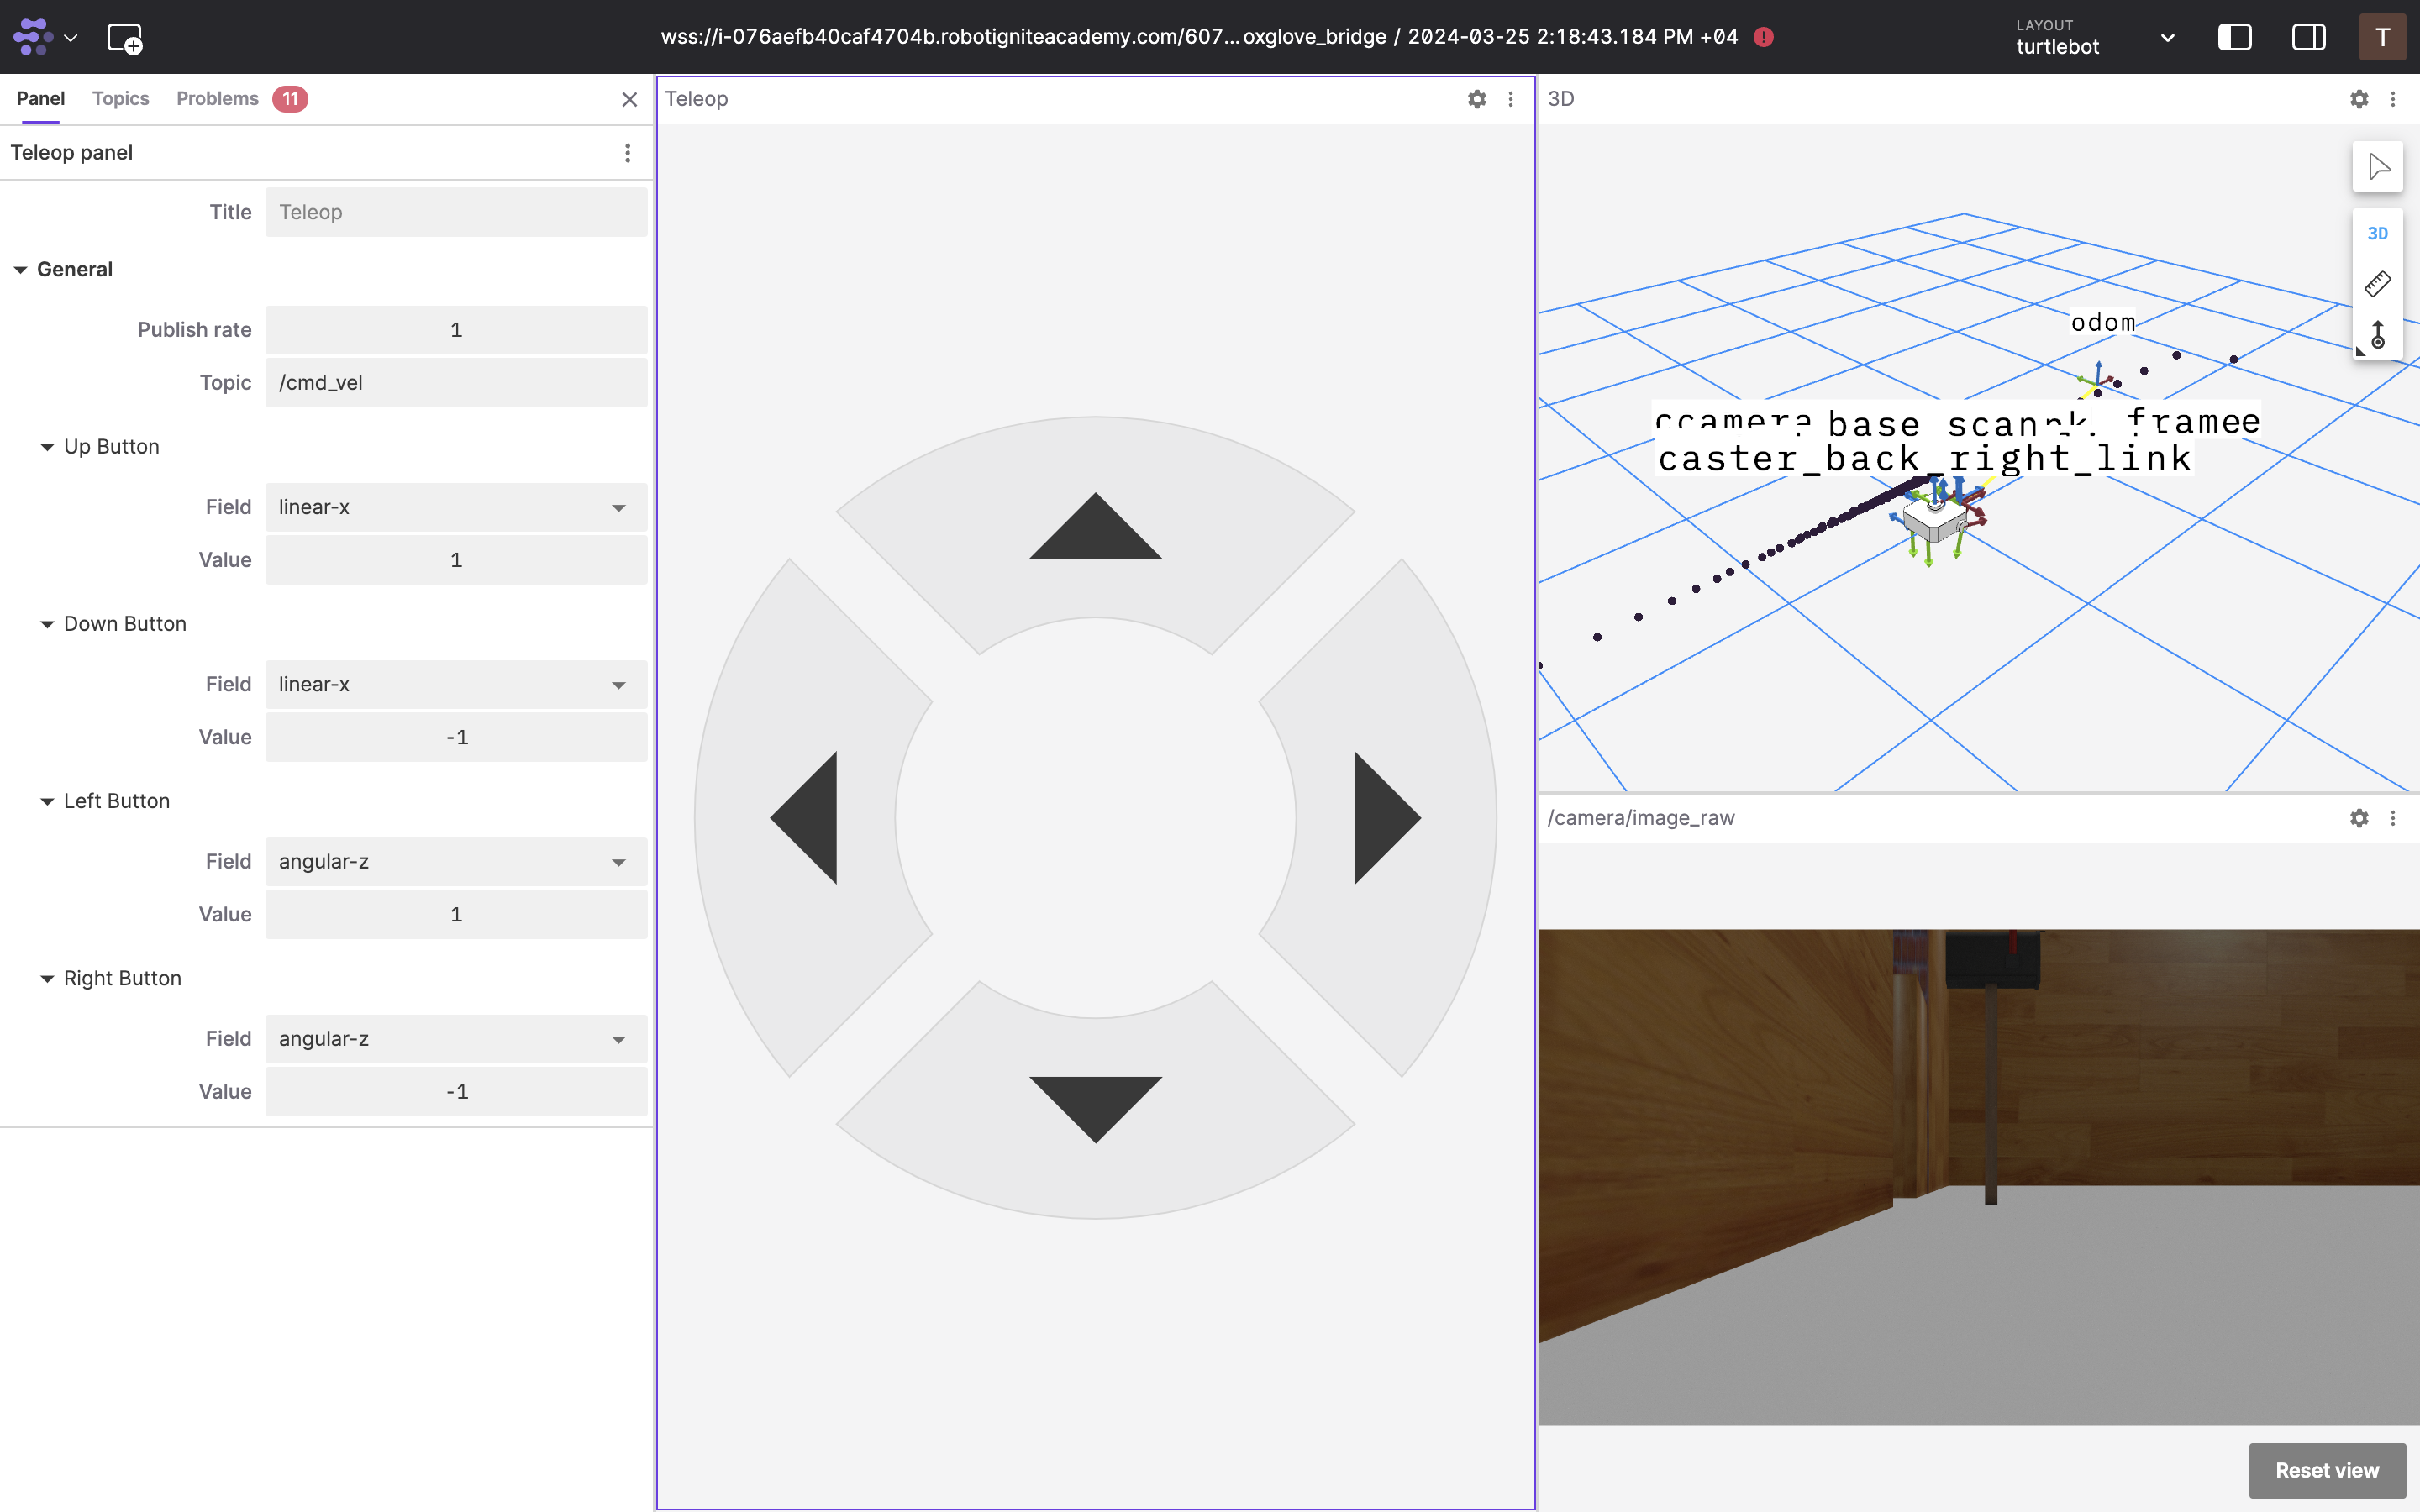 wss://i-076aefb40caf4704b.robotigniteacademy.com/607...oxglove_bridge / 2024-03-25 2:18:43.184 PM +04
LAYOUT
turtlebot
T
Panel
Topics
Problems
11
Teleop panel
Title
Teleop
General
Publish rate
1
Topic
/cmd_vel
Up Button
Field
linear-x
Value
1
Down Button
Field
linear-x
Value
-1
Left Button
Field
angular-z
Value
1
Right Button
Field
angular-z
Value
-1
Teleop
3D
3D
odom
base scan
caster_back_right_link
/camera/image_raw
Reset view